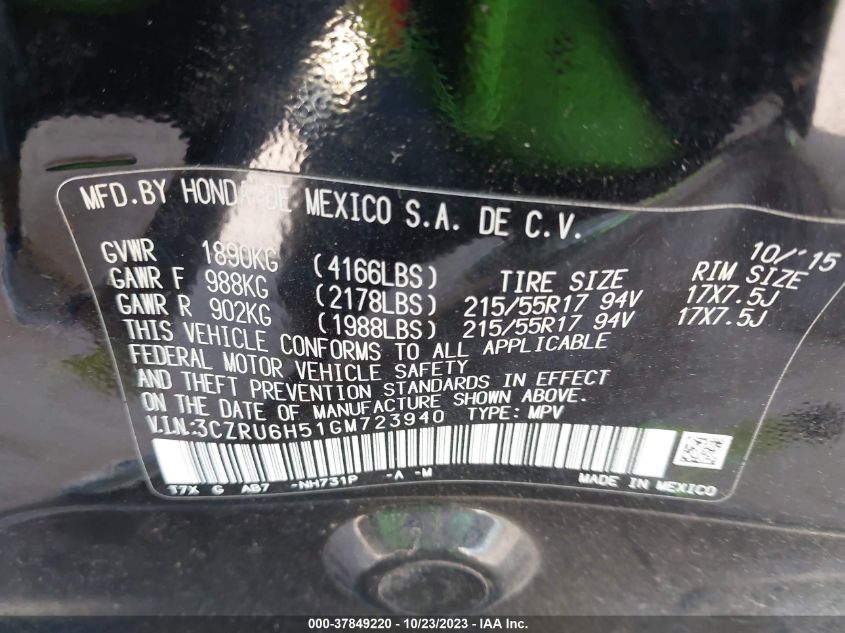 MFD.BY HONDA DE MEXICO S.A. DE C.V.
10/'15
GVWR 1890KG (4166LBS) TIRE SIZE RIM SIZE
GAWR F 988KG (2178LBS) 215/55R17 94V 17X7.5J
GAWR R 902KG (1988LBS) 215/55R17 94V 17X7.5J
THIS VEHICLE CONFORMS TO ALL APPLICABLE
FEDERAL MOTOR VEHICLE SAFETY
AND THEFT PREVENTION STANDARDS IN EFFECT
ON THE DATE OF MANUFACTURE SHOWN ABOVE.
V.I.N.:3CZRU6H51GM723940 TYPE: MPV
T7X G AB7 -NH731P -A -M MADE IN MEXICO
000-37849220 - 10/23/2023 - IAA Inc.